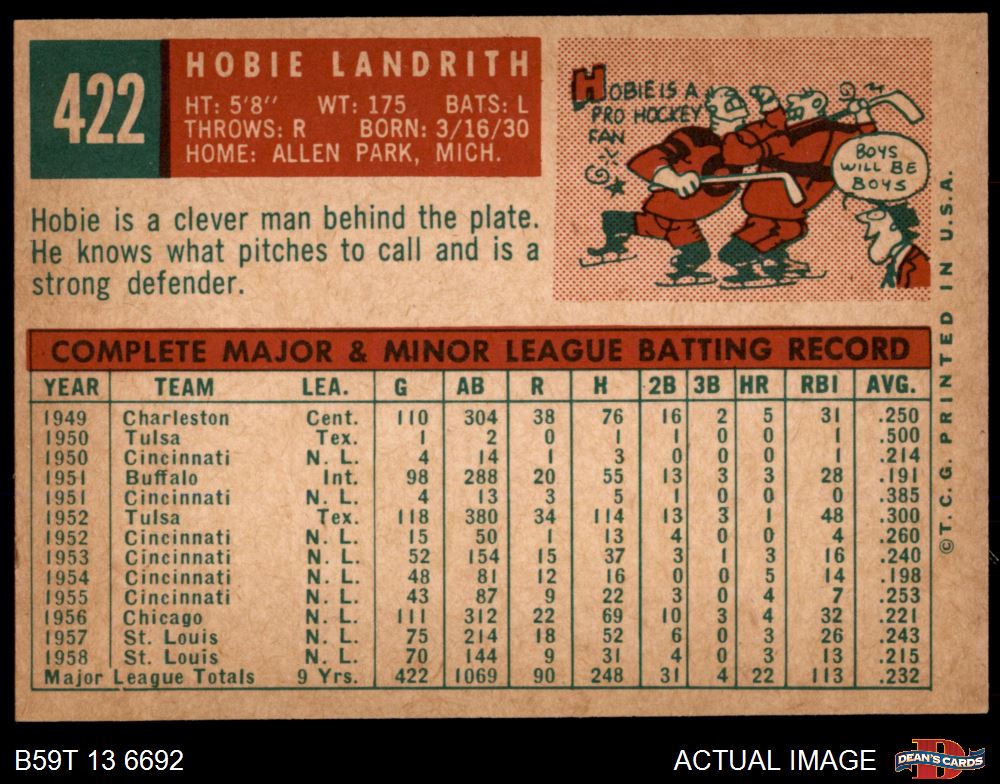 422
HOBIE LANDRITH
HT: 5'8" WT: 175 BATS: L
THROWS: R BORN: 3/16/30
HOME: ALLEN PARK, MICH.
Hobie is a clever man behind the plate.
He knows what pitches to call and is a
strong defender.
HOBIE IS A
PRO HOCKEY
FAN
BOYS
WILL BE
BOYS
COMPLETE MAJOR & MINOR LEAGUE BATTING RECORD
YEAR TEAM LEA. G AB R H 2B 3B HR RBI AVG.
1949 Charleston Cent. 110 304 38 76 16 2 5 31 .250
1950 Tulsa Tex. 1 2 0 1 1 0 0 1 .500
1950 Cincinnati N. L. 4 14 1 3 0 0 0 1 .214
1951 Buffalo Int. 98 288 20 55 13 3 3 28 .191
1951 Cincinnati N. L. 4 13 3 5 1 0 0 0 .385
1952 Tulsa Tex. 118 380 34 114 13 3 1 48 .300
1952 Cincinnati N. L. 15 50 1 13 4 0 0 4 .260
1953 Cincinnati N. L. 52 154 15 37 3 1 3 16 .240
1954 Cincinnati N. L. 48 81 12 16 0 0 5 14 .198
1955 Cincinnati N. L. 43 87 9 22 3 0 4 7 .253
1956 Chicago N. L. 111 312 22 69 10 3 4 32 .221
1957 St. Louis N. L. 75 214 18 52 6 0 3 26 .243
1958 St. Louis N. L. 70 144 9 31 4 0 3 13 .215
Major League Totals 9 Yrs. 422 1069 90 248 31 4 22 113 .232
©T. C. G. PRINTED IN U.S.A.
B59T 13 6692
ACTUAL IMAGE
DEAN'S CARDS